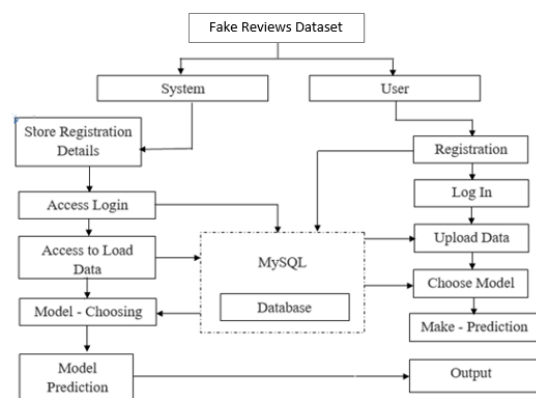 Fake Reviews Dataset
System
User
Store Registration
Details
Registration
Access Login
Log In
Access to Load
Data
MySQL
Upload Data
Database
Choose Model
Model - Choosing
Make - Prediction
Model
Prediction
Output